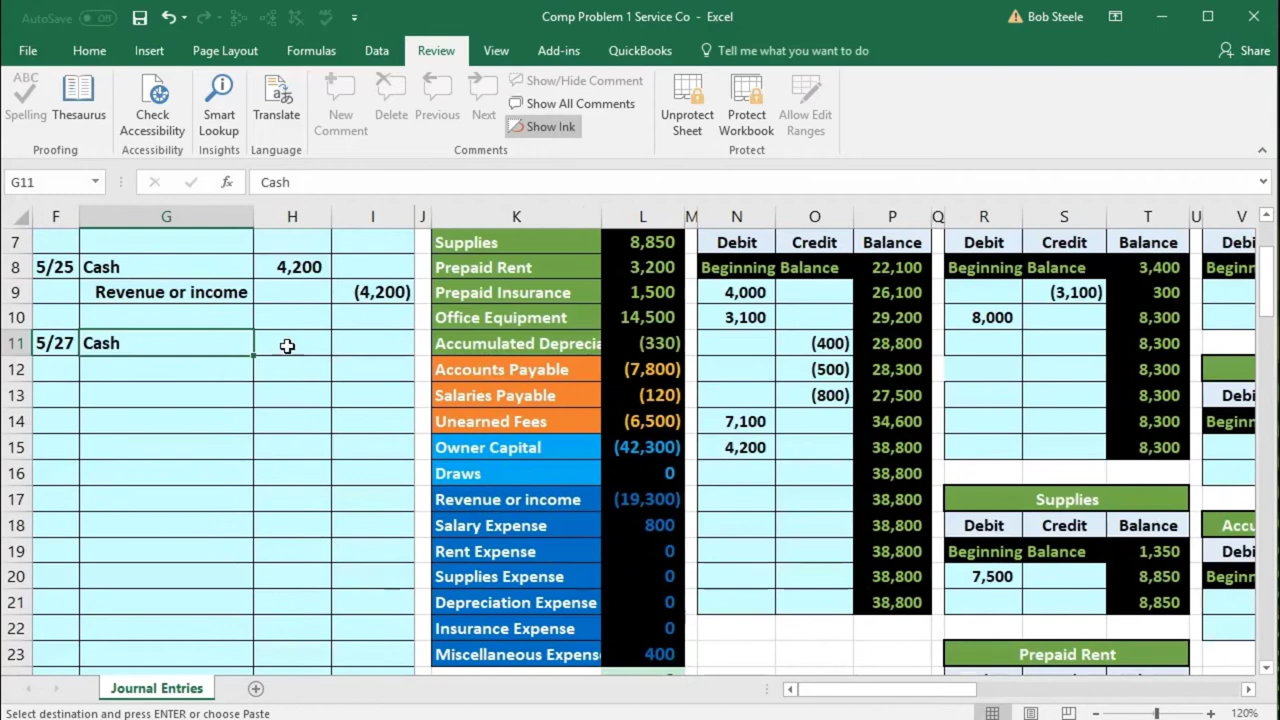 AutoSave Off Comp Problem 1 Service Co - Excel Bob Steele
File Home Insert Page Layout Formulas Data Review View Add-ins QuickBooks Tell me what you want to do Share
ABC
Spelling Thesaurus Check Accessibility Smart Lookup Translate New Comment Delete Previous Next Show/Hide Comment Show All Comments Show Ink Unprotect Sheet Protect Workbook Allow Edit Ranges
Proofing Accessibility Insights Language Comments Protect
G11 fx Cash
F G H I J K L M N O P Q R S T U V
7 Supplies 8,850 Debit Credit Balance Debit Credit Balance Debi
8 5/25 Cash 4,200 Prepaid Rent 3,200 Beginning Balance 22,100 Beginning Balance 3,400 Beginn
9 Revenue or income (4,200) Prepaid Insurance 1,500 4,000 26,100 (3,100) 300
10 Office Equipment 14,500 3,100 29,200 8,000 8,300
11 5/27 Cash Accumulated Deprecia (330) (400) 28,800 8,300
12 Accounts Payable (7,800) (500) 28,300 8,300
13 Salaries Payable (120) (800) 27,500 8,300 Debi
14 Unearned Fees (6,500) 7,100 34,600 8,300 Beginn
15 Owner Capital (42,300) 4,200 38,800 8,300
16 Draws 0 38,800
17 Revenue or income (19,300) 38,800 Supplies
18 Salary Expense 800 38,800 Debit Credit Balance Accu
19 Rent Expense 0 38,800 Beginning Balance 1,350 Debi
20 Supplies Expense 0 38,800 7,500 8,850 Beginn
21 Depreciation Expense 0 38,800 8,850
22 Insurance Expense 0
23 Miscellaneous Expens 400 Prepaid Rent
Journal Entries
Select destination and press ENTER or choose Paste 120%